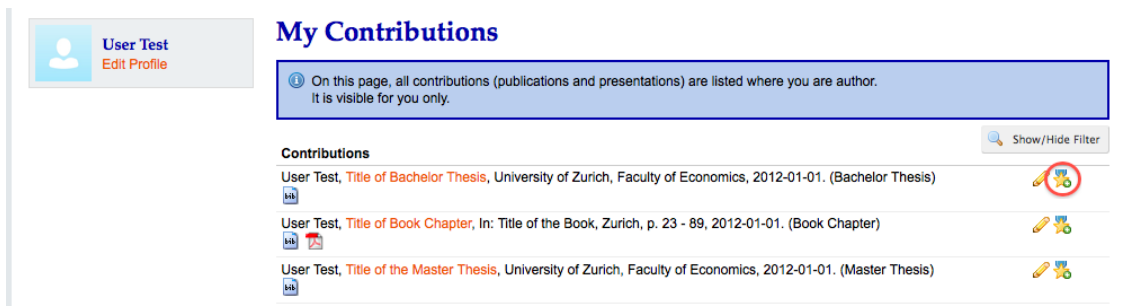 User Test
Edit Profile
My Contributions
On this page, all contributions (publications and presentations) are listed where you are author.
It is visible for you only.
Show/Hide Filter
Contributions
User Test, Title of Bachelor Thesis, University of Zurich, Faculty of Economics, 2012-01-01. (Bachelor Thesis)
bib
User Test, Title of Book Chapter, In: Title of the Book, Zurich, p. 23 - 89, 2012-01-01. (Book Chapter)
bib
User Test, Title of the Master Thesis, University of Zurich, Faculty of Economics, 2012-01-01. (Master Thesis)
bib